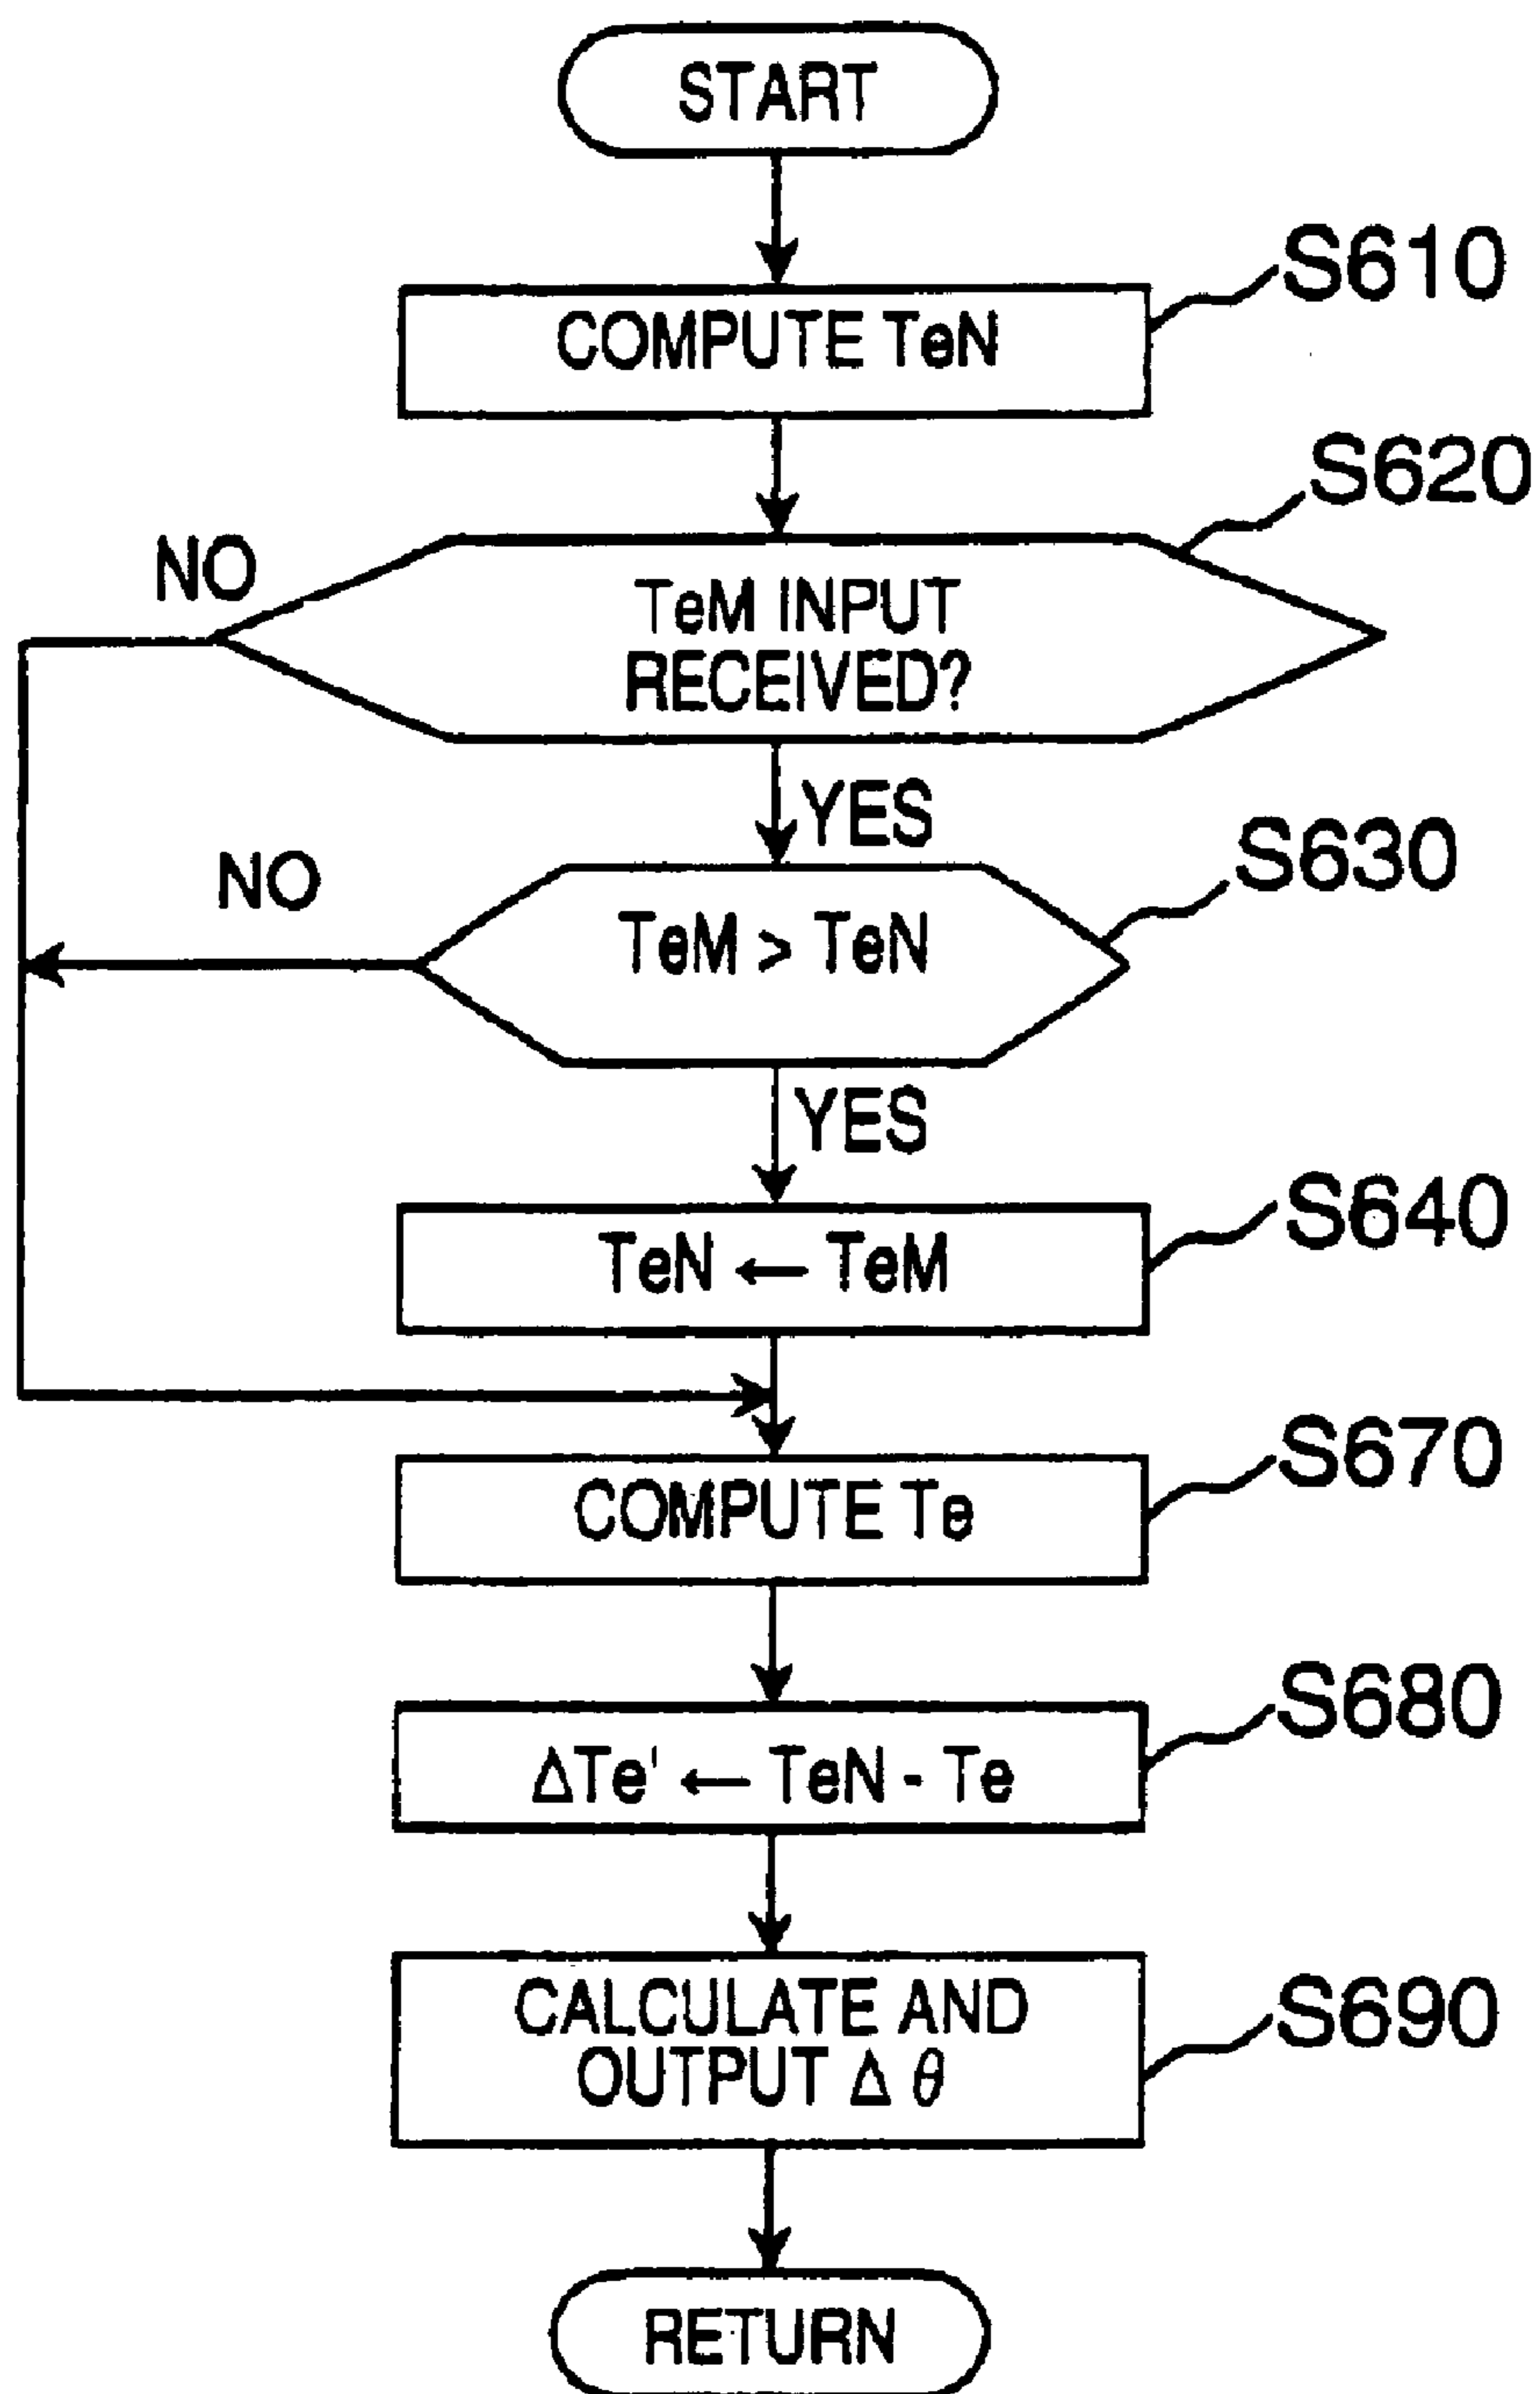 START
S610
COMPUTE TeN
S620
NO
TeM INPUT
RECEIVED?
YES
S630
NO
TeM > TeN
YES
S640
TeN ← TeM
S670
COMPUTE Te
S680
ΔTe' ← TeN - Te
S690
CALCULATE AND
OUTPUT Δ θ
RETURN